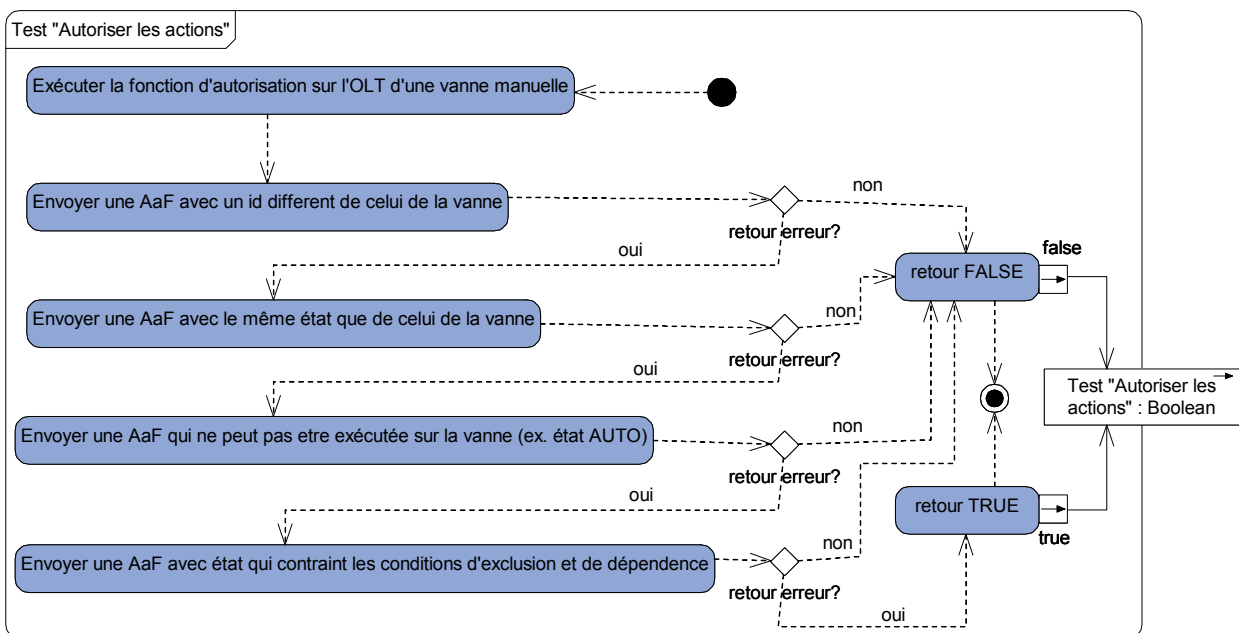 Test "Autoriser les actions"
Exécuter la fonction d'autorisation sur l'OLT d'une vanne manuelle
Envoyer une AaF avec un id different de celui de la vanne
non
retour erreur?
oui
false
retour FALSE
Envoyer une AaF avec le même état que de celui de la vanne
non
retour erreur?
oui
Test "Autoriser les
actions" : Boolean
Envoyer une AaF qui ne peut pas etre exécutée sur la vanne (ex. état AUTO)
non
retour erreur?
oui
retour TRUE
true
Envoyer une AaF avec état qui contraint les conditions d'exclusion et de dépendence
non
retour erreur?
oui